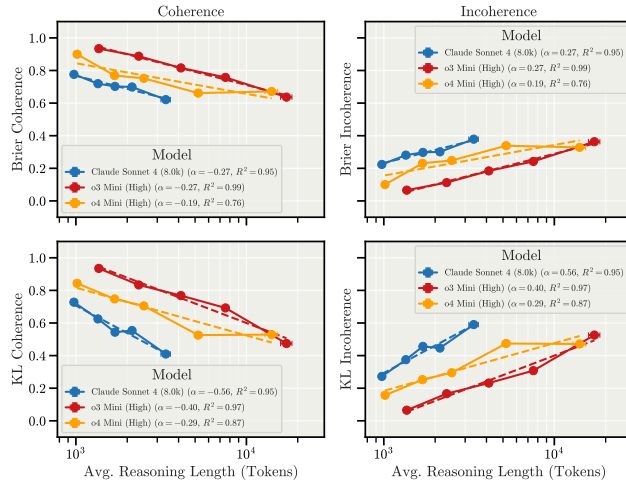 Coherence
Incoherence
Brier Coherence
1.0
0.8
0.6
0.4
0.2
0.0
Model
Claude Sonnet 4 (8.0k) (α=−0.27, R²=0.95)
o3 Mini (High) (α=−0.27, R²=0.99)
o4 Mini (High) (α=−0.19, R²=0.76)
Brier Incoherence
Claude Sonnet 4 (8.0k) (α=0.27, R²=0.95)
o3 Mini (High) (α=0.27, R²=0.99)
o4 Mini (High) (α=0.19, R²=0.76)
Model
KL Coherence
1.0
0.8
0.6
0.4
0.2
0.0
Model
Claude Sonnet 4 (8.0k) (α=−0.56, R²=0.95)
o3 Mini (High) (α=−0.40, R²=0.97)
o4 Mini (High) (α=−0.29, R²=0.87)
10³
10⁴
Avg. Reasoning Length (Tokens)
KL Incoherence
Model
Claude Sonnet 4 (8.0k) (α=0.56, R²=0.95)
o3 Mini (High) (α=0.40, R²=0.97)
o4 Mini (High) (α=0.29, R²=0.87)
10³
10⁴
Avg. Reasoning Length (Tokens)